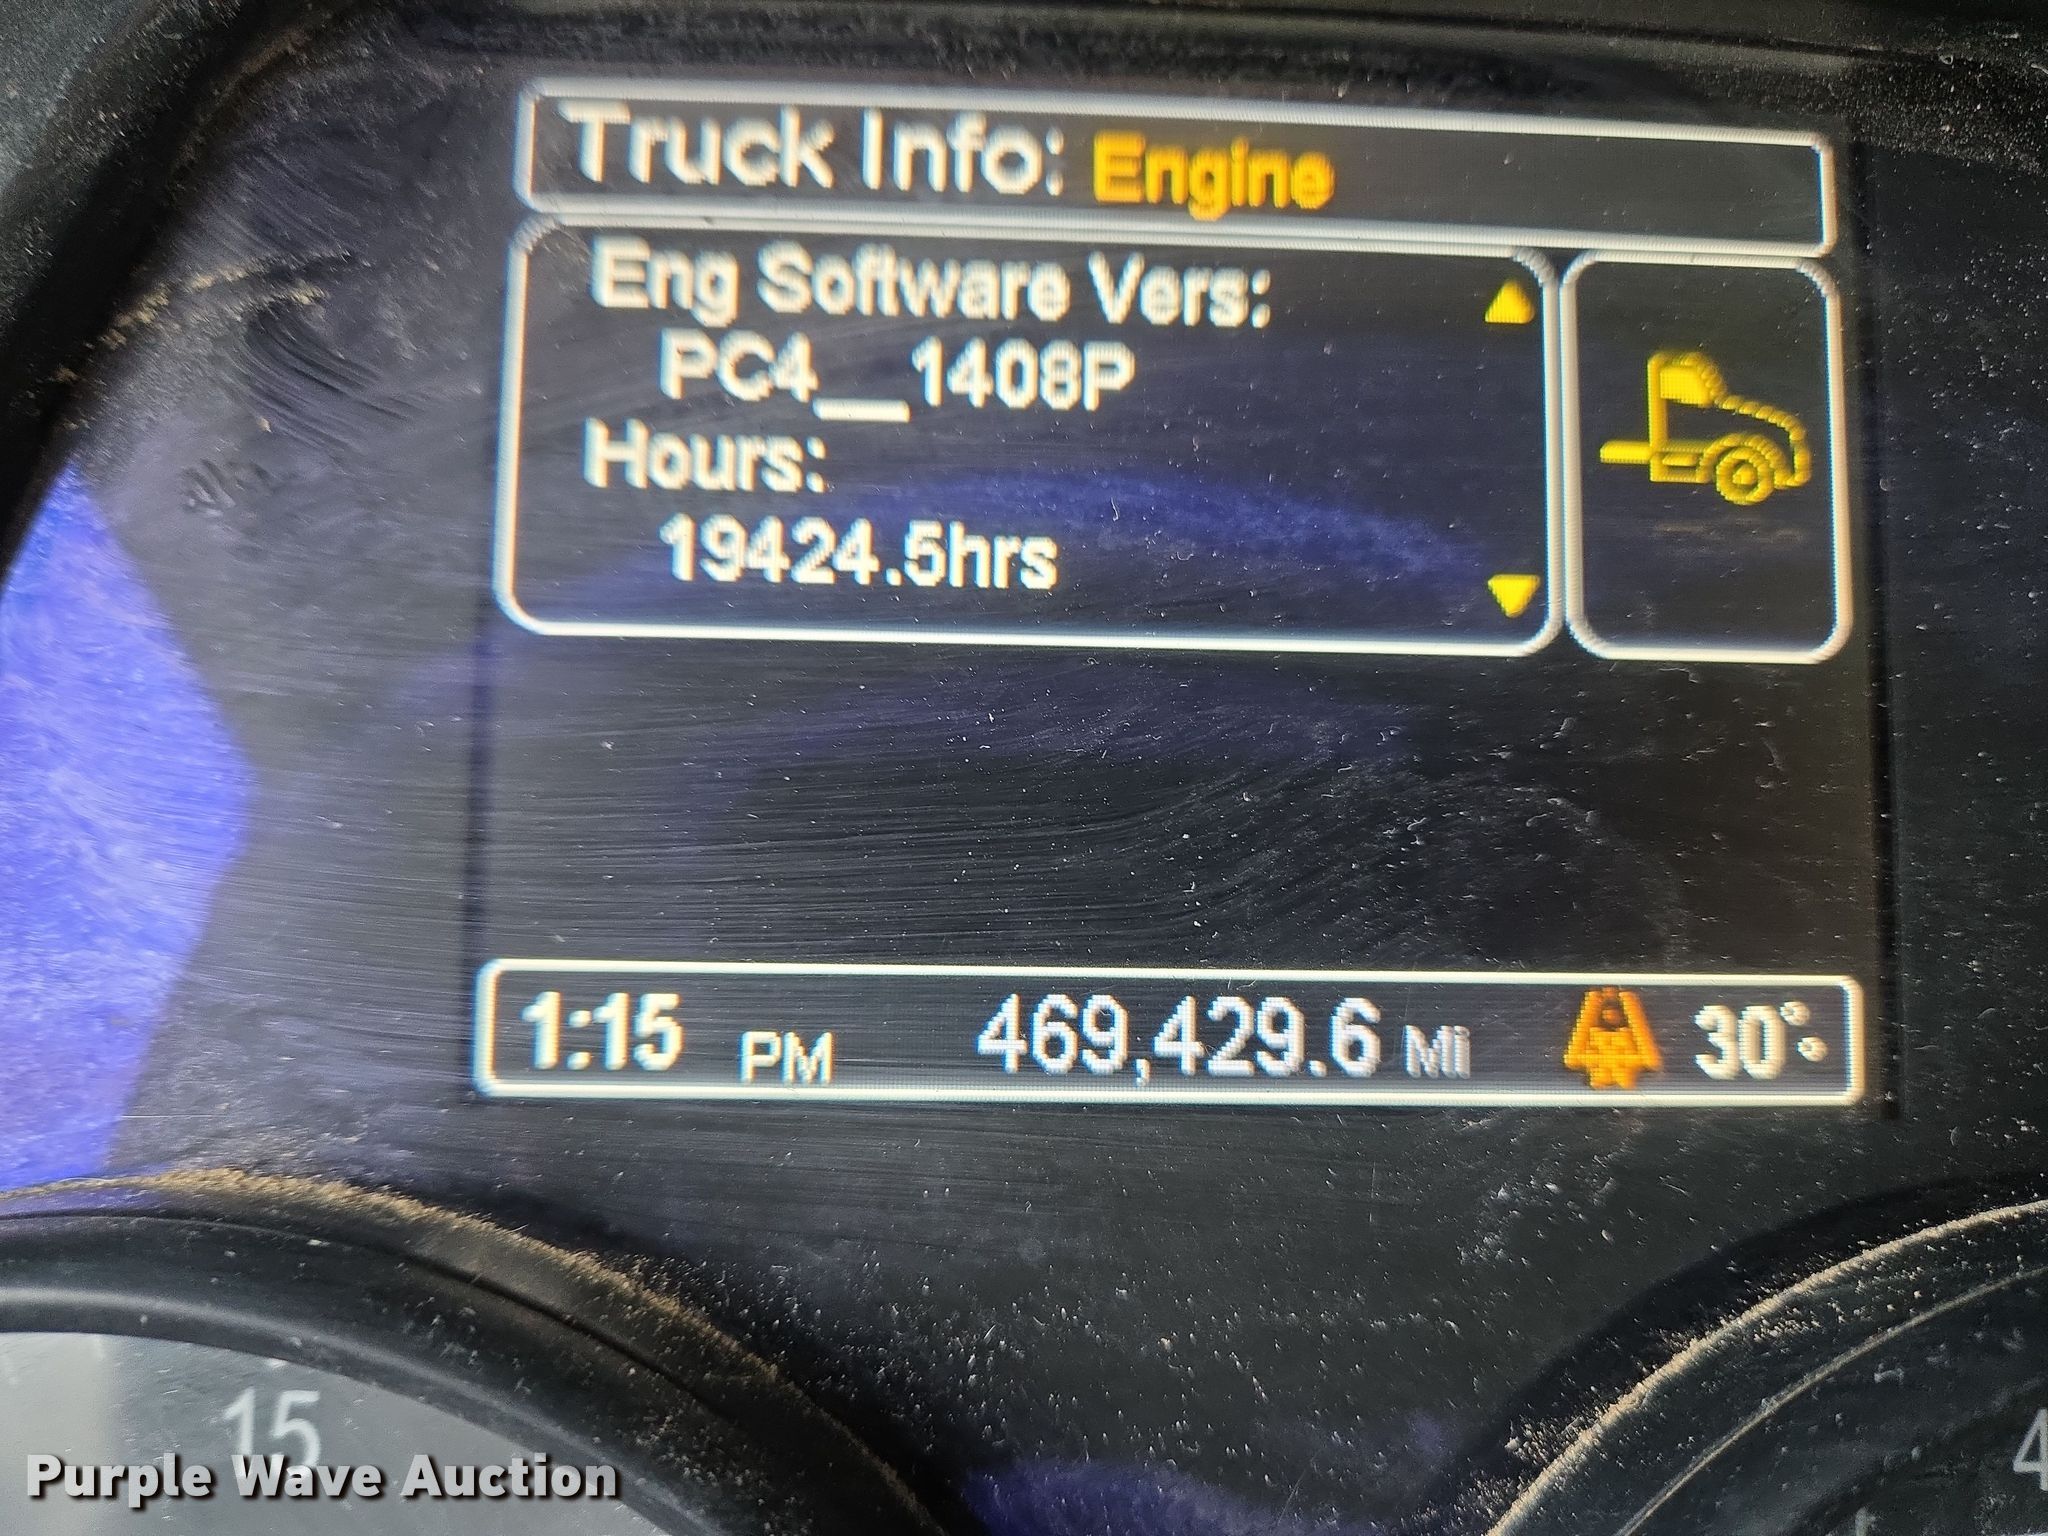 Truck Info: Engine
Eng Software Vers:
PC4__1408P
Hours:
19424.5hrs
1:15 PM 469,429.6 Mi 30°
15
4
Purple Wave Auction